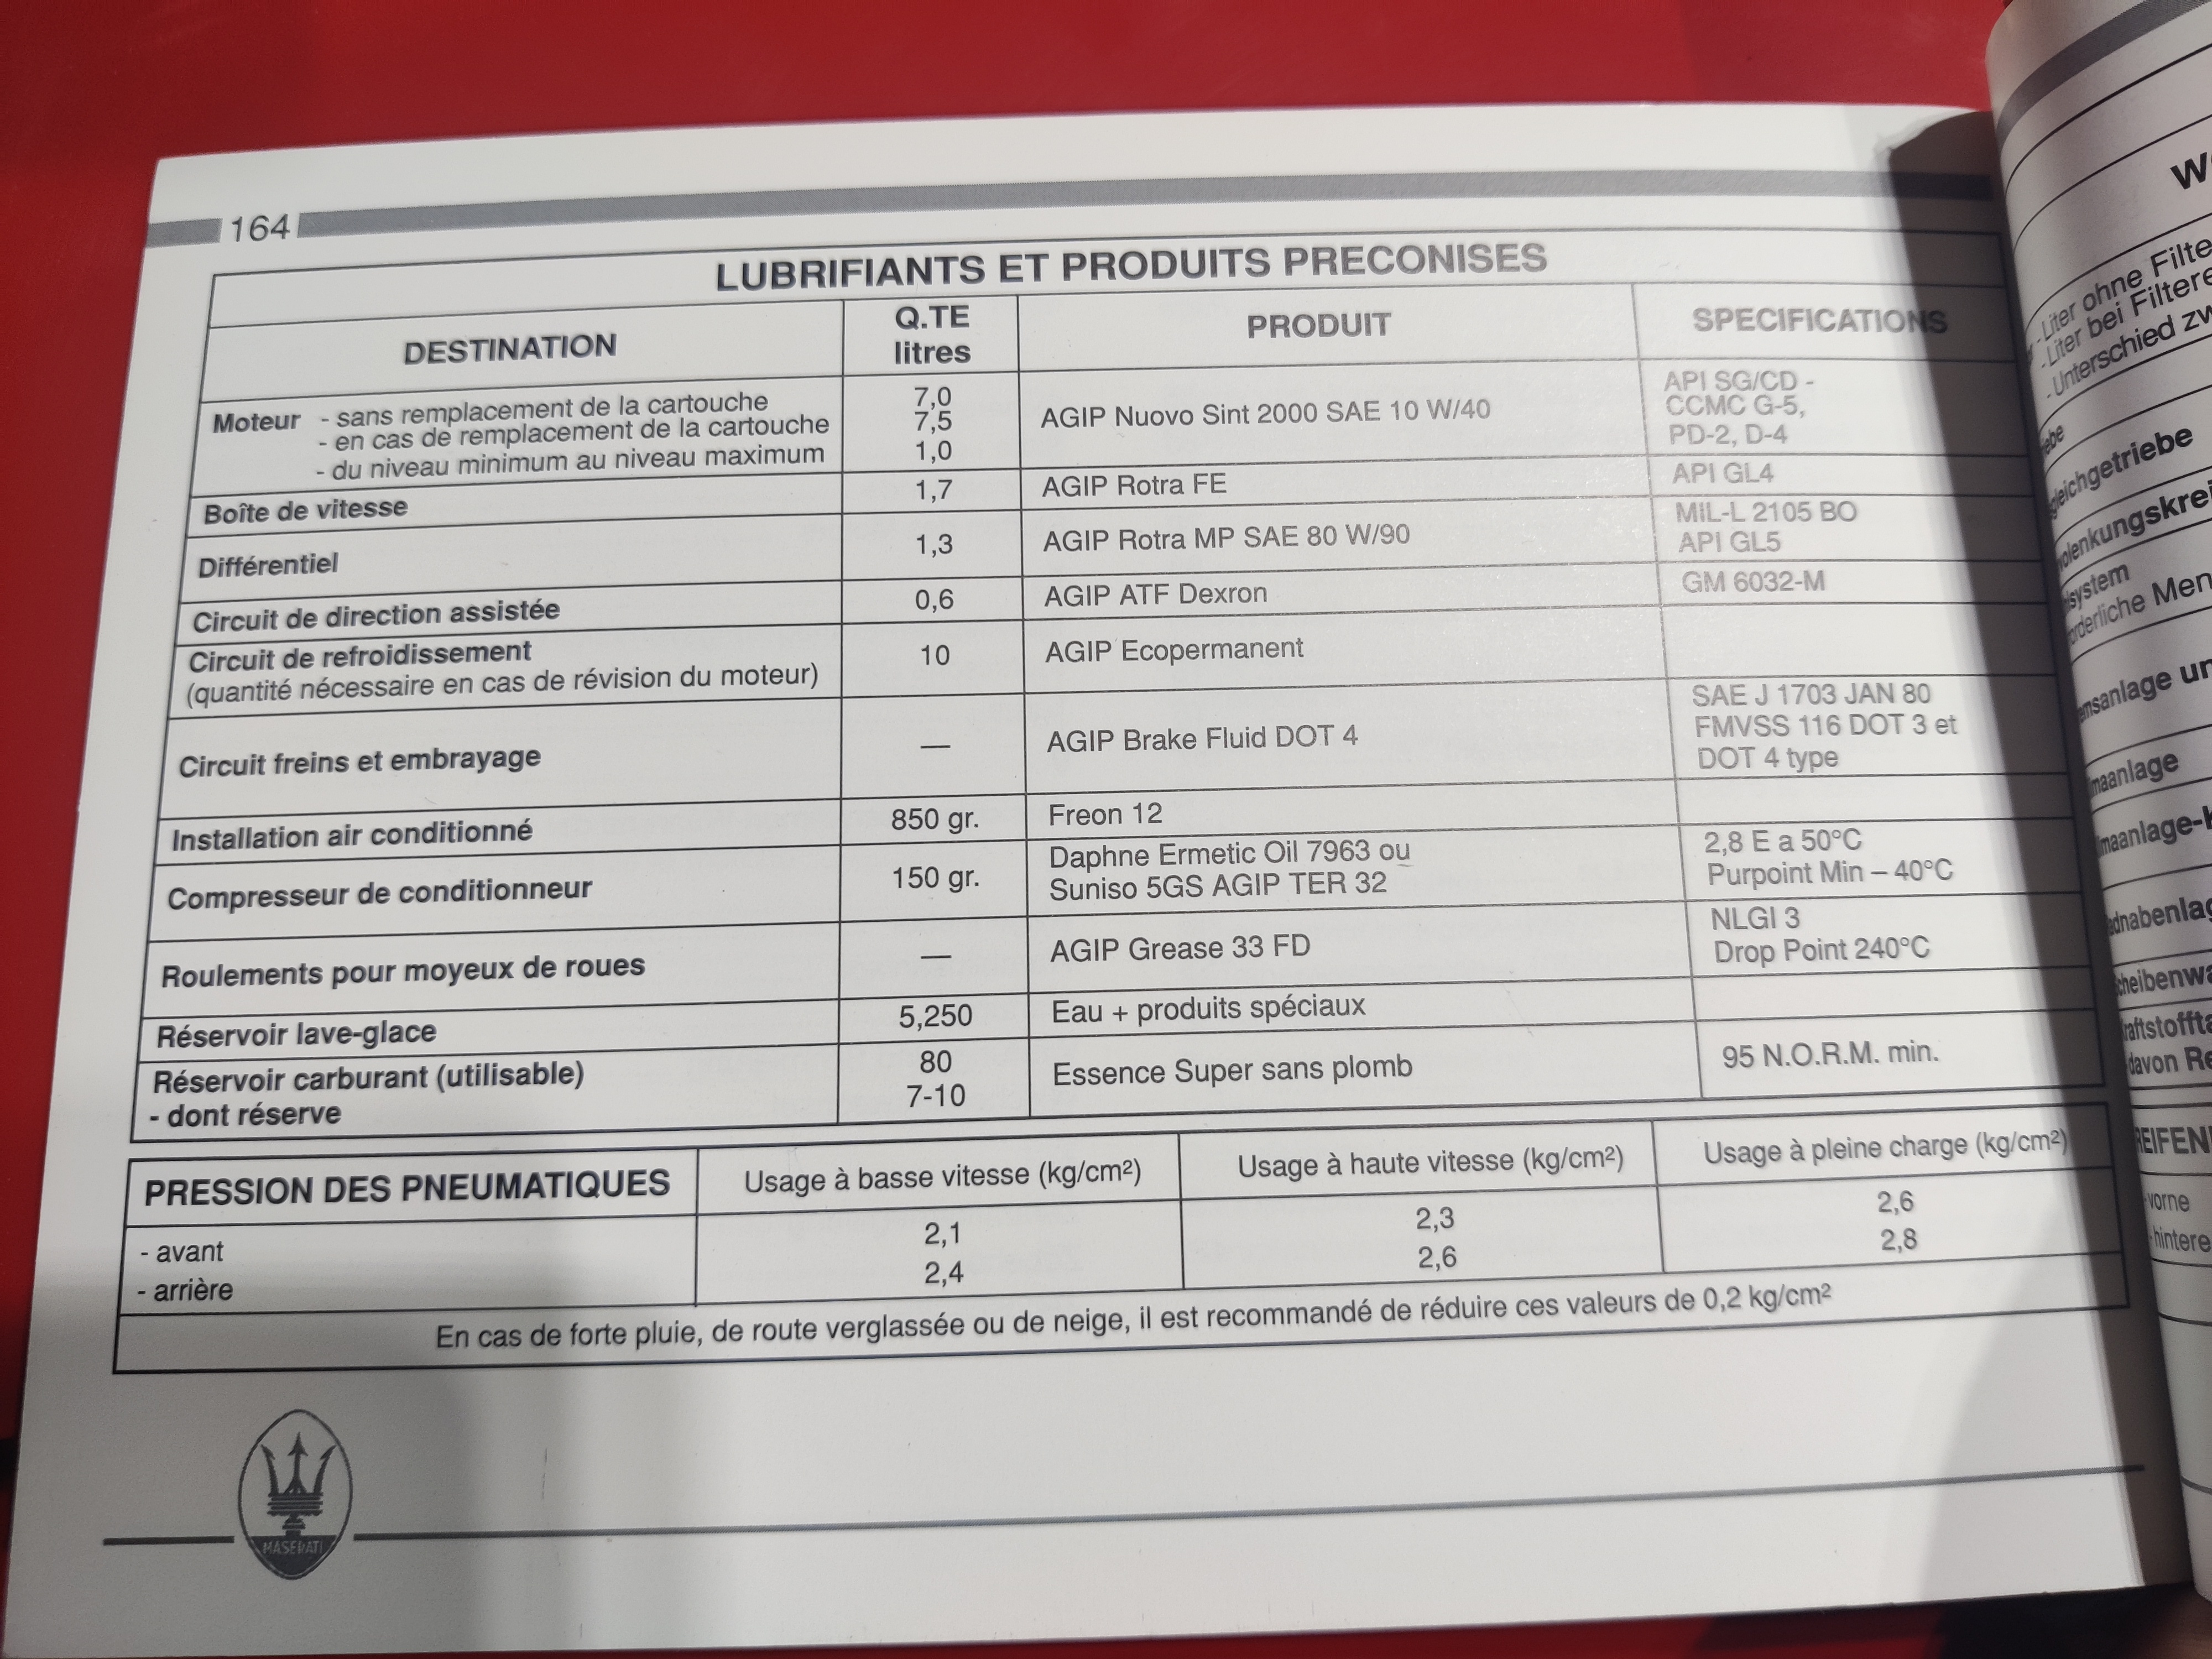 164
LUBRIFIANTS ET PRODUITS PRECONISES
DESTINATION
Q.TE
litres
PRODUIT
SPECIFICATIONS
Moteur - sans remplacement de la cartouche
- en cas de remplacement de la cartouche
- du niveau minimum au niveau maximum
7,0
7,5
1,0
AGIP Nuovo Sint 2000 SAE 10 W/40
API SG/CD -
CCMC G-5,
PD-2, D-4
Boîte de vitesse
1,7
AGIP Rotra FE
API GL4
Différentiel
1,3
AGIP Rotra MP SAE 80 W/90
MIL-L 2105 BO
API GL5
Circuit de direction assistée
0,6
AGIP ATF Dexron
GM 6032-M
Circuit de refroidissement
(quantité nécessaire en cas de révision du moteur)
10
AGIP Ecopermanent
Circuit freins et embrayage
—
AGIP Brake Fluid DOT 4
SAE J 1703 JAN 80
FMVSS 116 DOT 3 et
DOT 4 type
Installation air conditionné
850 gr.
Freon 12
Compresseur de conditionneur
150 gr.
Daphne Ermetic Oil 7963 ou
Suniso 5GS AGIP TER 32
2,8 E a 50°C
Purpoint Min – 40°C
Roulements pour moyeux de roues
—
AGIP Grease 33 FD
NLGI 3
Drop Point 240°C
Réservoir lave-glace
5,250
Eau + produits spéciaux
Réservoir carburant (utilisable)
- dont réserve
80
7-10
Essence Super sans plomb
95 N.O.R.M. min.
PRESSION DES PNEUMATIQUES
Usage à basse vitesse (kg/cm²)
Usage à haute vitesse (kg/cm²)
Usage à pleine charge (kg/cm²)
- avant
2,1
2,3
2,6
- arrière
2,4
2,6
2,8
En cas de forte pluie, de route verglassée ou de neige, il est recommandé de réduire ces valeurs de 0,2 kg/cm²
MASERATI
- Liter ohne
- Liter bei
- Unterschied
- vorne